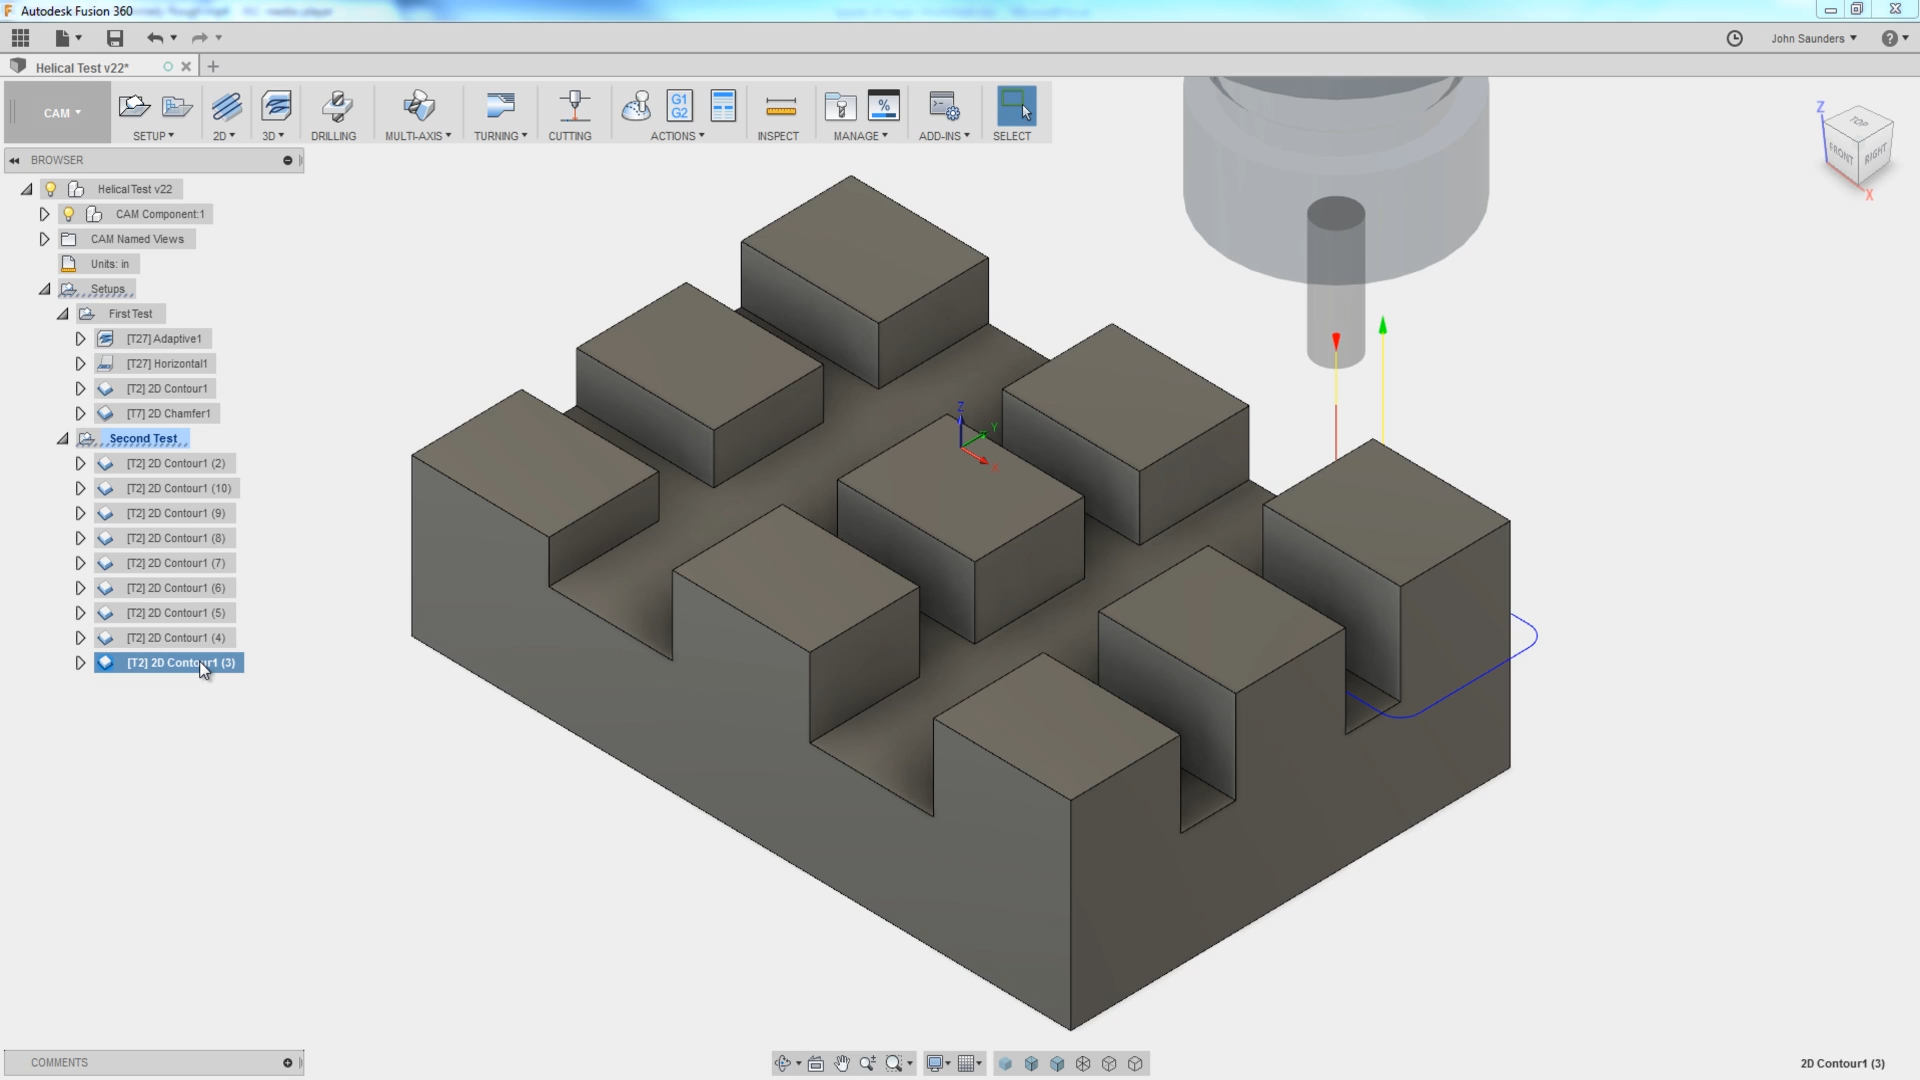 Autodesk Fusion 360
John Saunders
Helical Test v22*
CAM
G1
G2
%
SETUP
2D
3D
DRILLING
MULTI-AXIS
TURNING
CUTTING
ACTIONS
INSPECT
MANAGE
ADD-INS
SELECT
BROWSER
Helical Test v22
CAM Component:1
CAM Named Views
Units: in
Setups
First Test
[T27] Adaptive1
[T27] Horizontal1
[T2] 2D Contour1
[T7] 2D Chamfer1
Second Test
[T2] 2D Contour1 (2)
[T2] 2D Contour1 (10)
[T2] 2D Contour1 (9)
[T2] 2D Contour1 (8)
[T2] 2D Contour1 (7)
[T2] 2D Contour1 (6)
[T2] 2D Contour1 (5)
[T2] 2D Contour1 (4)
[T2] 2D Contour1 (3)
Z
Y
X
Z
TOP
FRONT
RIGHT
X
COMMENTS
2D Contour1 (3)